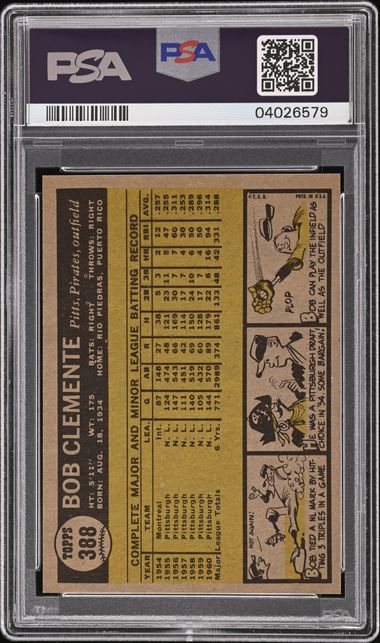 PSA PSA
04026579
TOPPS
388
BOB CLEMENTE
Pitts. Pirates, outfield
HT: 5'11" WT: 175 BATS: RIGHT THROWS: RIGHT
BORN: AUG. 18, 1934 HOME: RIO PIEDRAS, PUERTO RICO
COMPLETE MAJOR AND MINOR LEAGUE BATTING RECORD
YEAR TEAM LEA. G AB R H 2B 3B HR RBI AVG.
1954 Montreal Int. 87 148 27 38 5 3 2 12 .257
1955 Pittsburgh N. L. 124 474 48 121 23 11 5 47 .255
1956 Pittsburgh N. L. 147 543 66 169 30 7 7 60 .311
1957 Pittsburgh N. L. 111 451 42 114 17 7 4 30 .253
1958 Pittsburgh N. L. 140 519 69 150 24 10 6 50 .289
1959 Pittsburgh N. L. 105 432 60 128 17 7 4 50 .296
1960 Pittsburgh N. L. 144 570 89 179 22 6 16 94 .314
Major League Totals 6 Yrs. 771 2989 374 861 133 48 42 331 .288
NOT AGAIN!
BOB TIED A NL MARK BY HIT-
TING 3 TRIPLES IN A GAME.
HE WAS A PITTSBURGH DRAFT
CHOICE IN '54, SOME BARGAIN!
© T.C.G. PRTD. IN U.S.A.
PLOP
BOB CAN PLAY THE INFIELD AS
WELL AS THE OUTFIELD